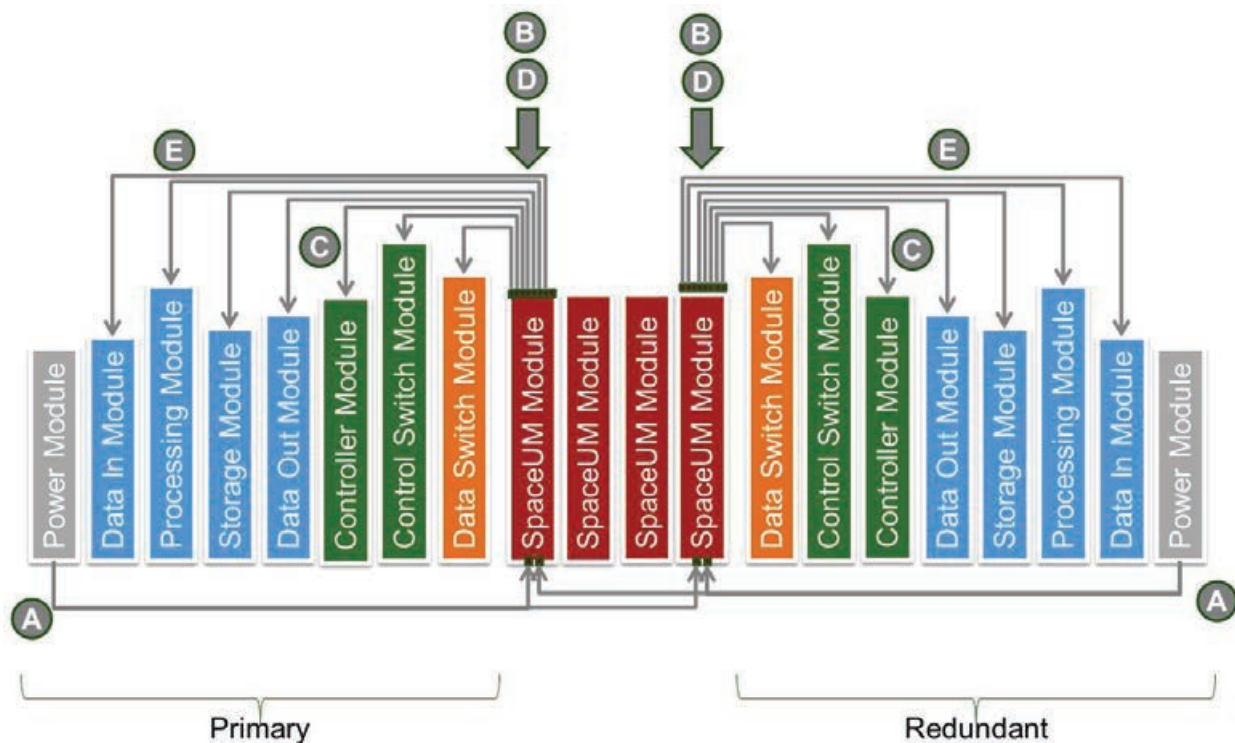 B
B
D
D
E
E
C
C
Power Module
Data In Module
Processing Module
Storage Module
Data Out Module
Controller Module
Control Switch Module
Data Switch Module
SpaceUM Module
SpaceUM Module
SpaceUM Module
SpaceUM Module
Data Switch Module
Control Switch Module
Controller Module
Data Out Module
Storage Module
Processing Module
Data In Module
Power Module
A
A
Primary
Redundant